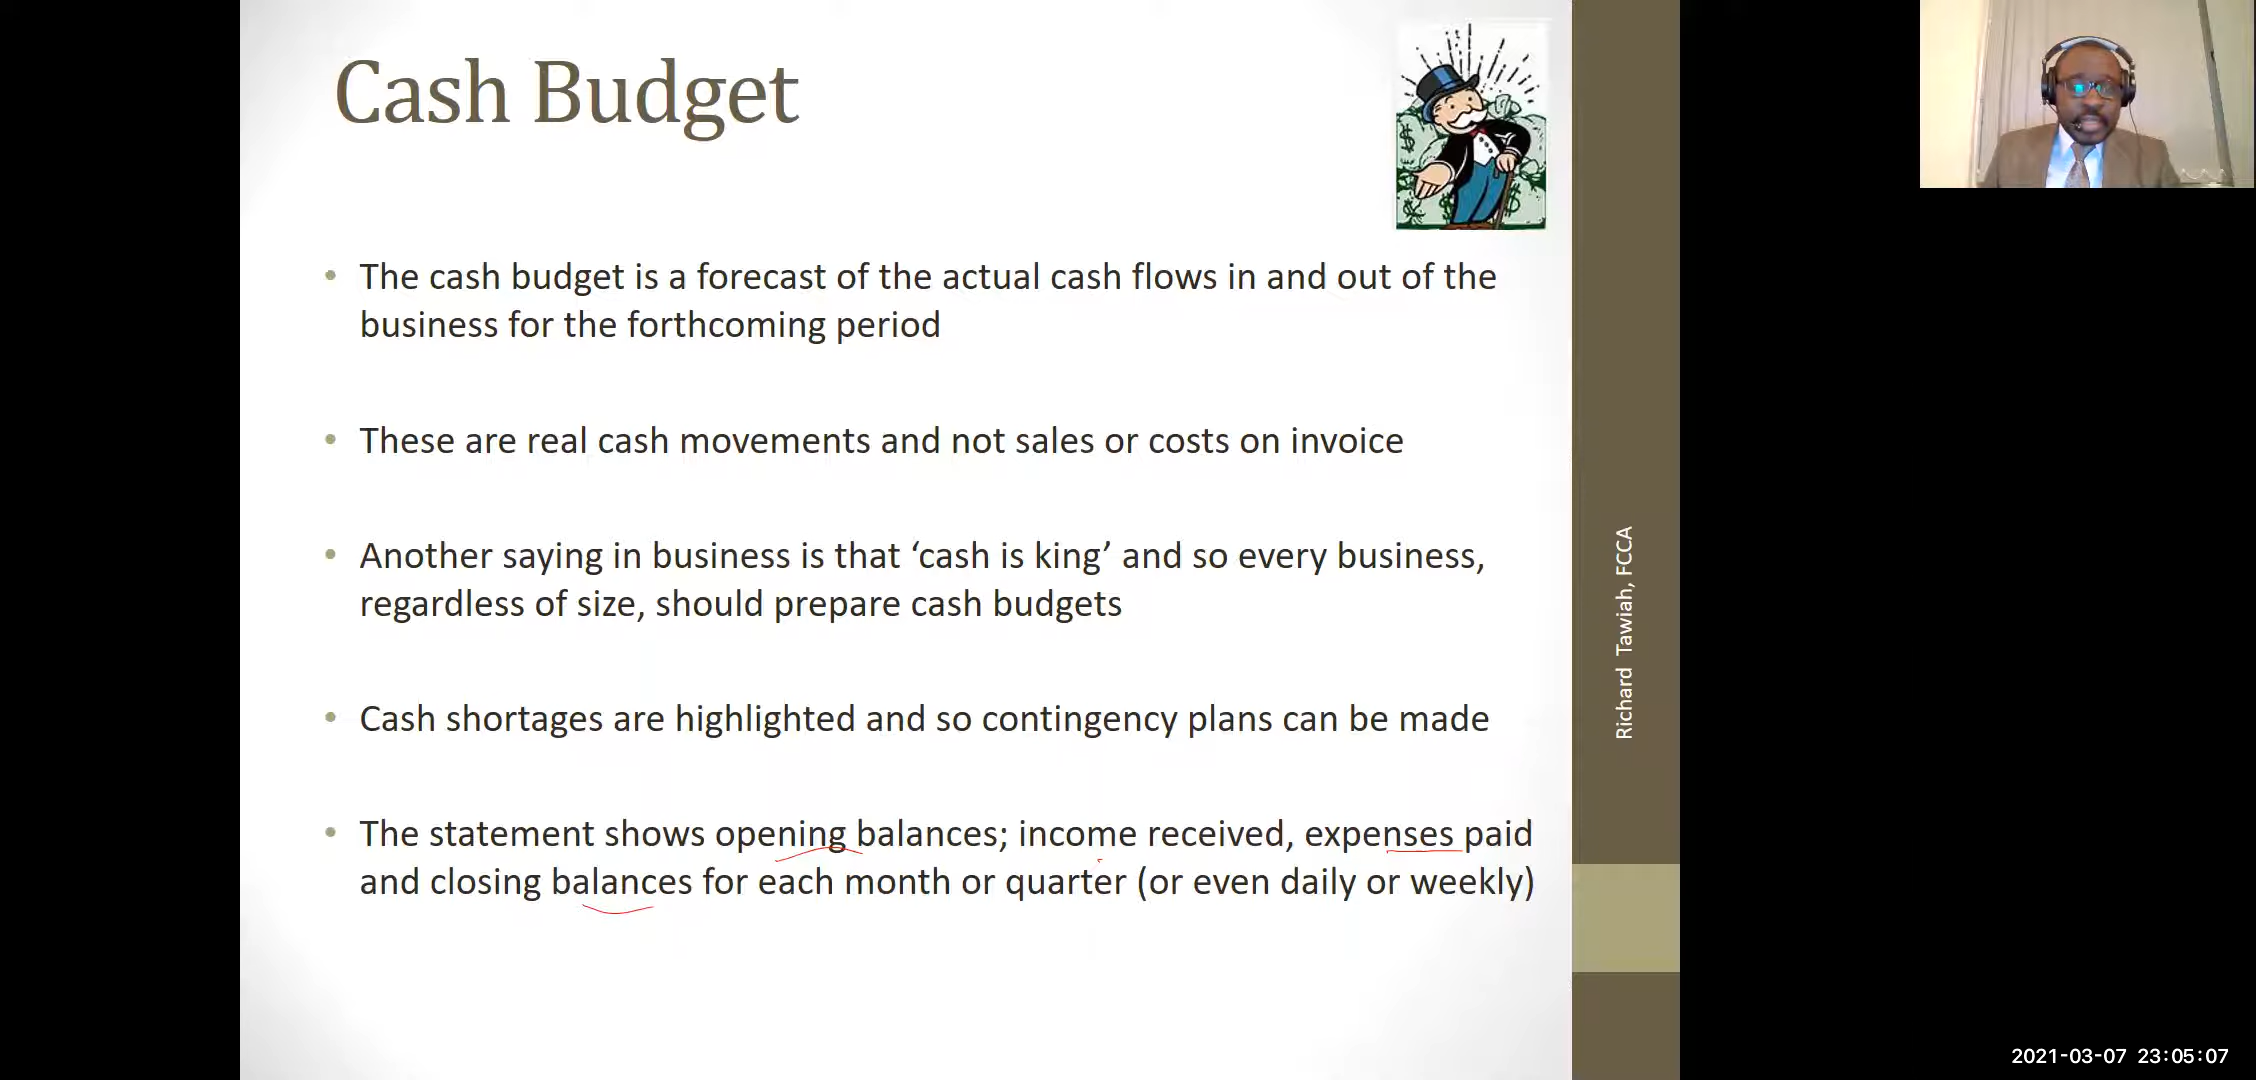 Cash Budget
• The cash budget is a forecast of the actual cash flows in and out of the
business for the forthcoming period
• These are real cash movements and not sales or costs on invoice
• Another saying in business is that ‘cash is king’ and so every business,
regardless of size, should prepare cash budgets
• Cash shortages are highlighted and so contingency plans can be made
• The statement shows opening balances; income received, expenses paid
and closing balances for each month or quarter (or even daily or weekly)
Richard Tawiah, FCCA
2021-03-07 23:05:07